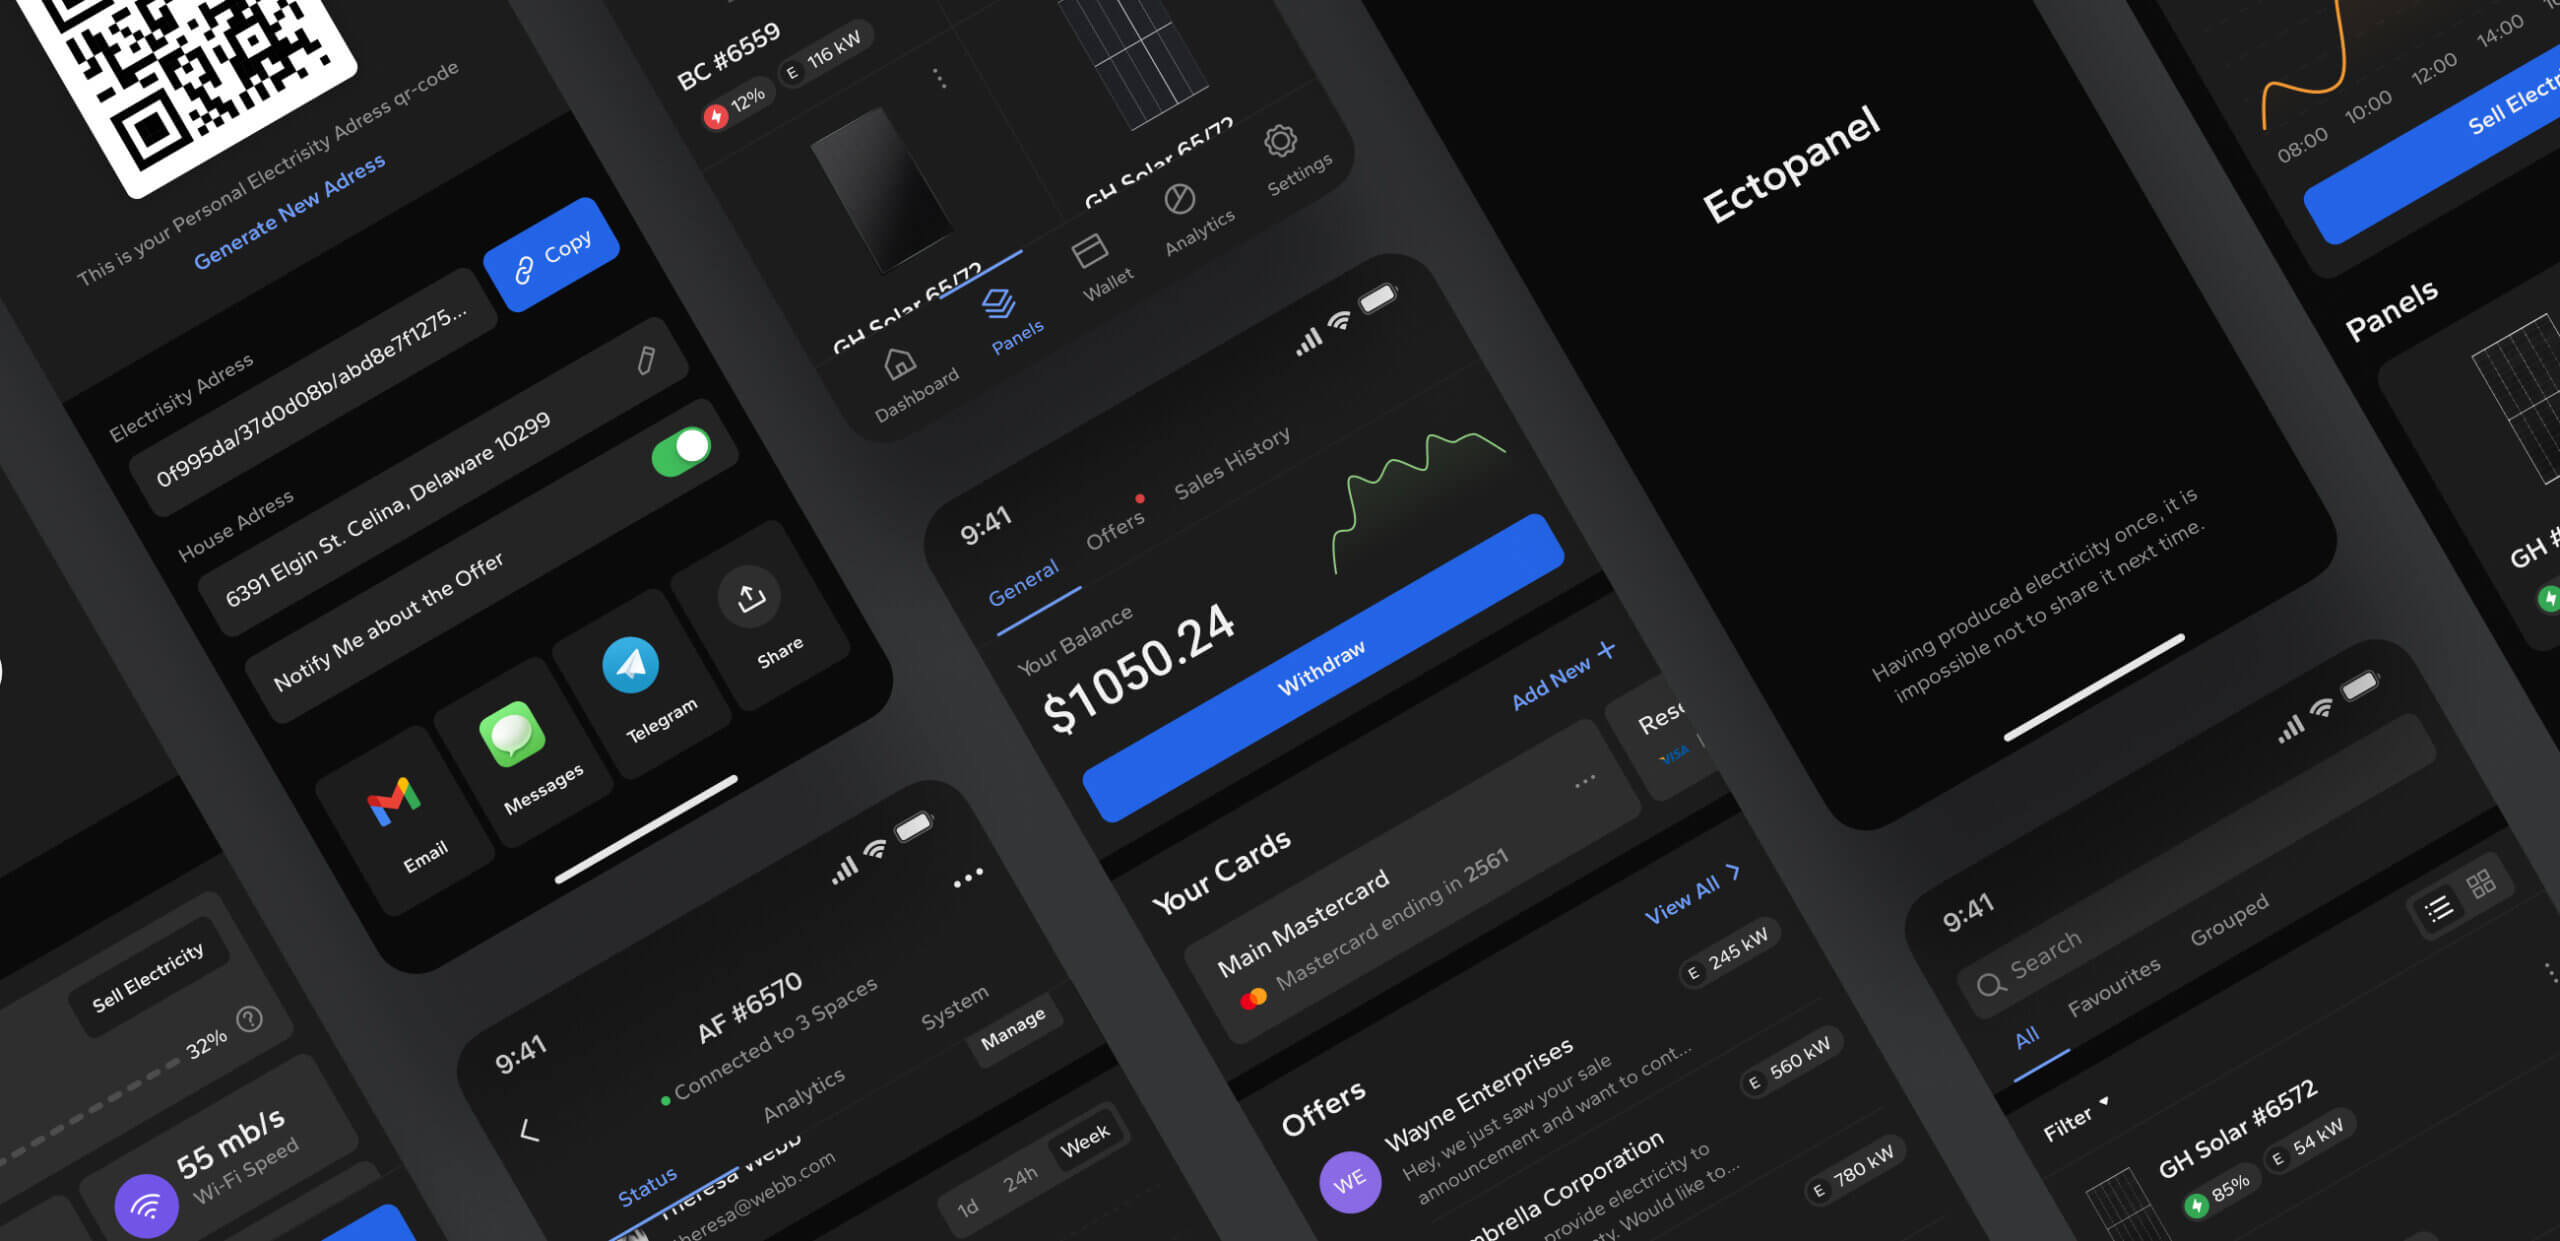 This is your Personal Electrisity Adress qr-code
Generate New Adress
Electrisity Adress
0f995da/37d0d08b/abd8e7f1275...
Copy
House Adress
6391 Elgin St. Celina, Delaware 10299
Notify Me about the Offer
Email
Messages
Telegram
Share
Sell Electricity
32%
55 mb/s
Wi-Fi Speed
BC #6559
12%
E 116 kW
GH Solar 65/72
GH Solar 65/72
Dashboard
Panels
Wallet
Analytics
Settings
9:41
AF #6570
Connected to 3 Spaces
Status
Analytics
System
Manage
Theresa Webb
theresa@webb.com
1d
24h
Week
9:41
General
Offers
Sales History
Your Balance
$1050.24
Withdraw
Your Cards
Add New
Main Mastercard
Mastercard ending in 2561
VISA
Offers
View All
Wayne Enterprises
E 245 kW
Hey, we just saw your sale
announcement and want to cont...
E 560 kW
Corporation
provide electricity to
Would like to...
E 780 kW
WE
Ectopanel
Having produced electricity once, it is
impossible not to share it next time.
9:41
Search
All
Favourites
Grouped
Filter
GH Solar #6572
85%
E 54 kW
08:00
10:00
12:00
14:00
Sell
Panels
GH